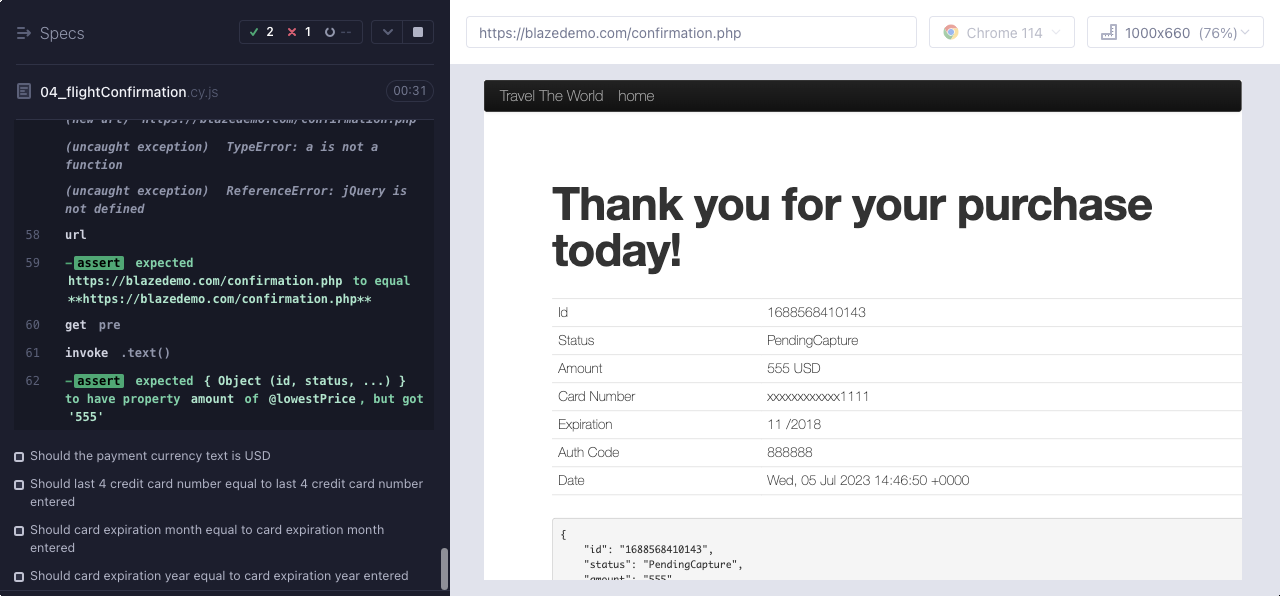 Specs
2
1
--
04_flightConfirmation.cy.js
00:31
(new url) https://blazedemo.com/confirmation.php
(uncaught exception) TypeError: a is not a
function
(uncaught exception) ReferenceError: jQuery is
not defined
58 url
59 -assert expected
https://blazedemo.com/confirmation.php to equal
**https://blazedemo.com/confirmation.php**
60 get pre
61 invoke .text()
62 -assert expected { Object (id, status, ...) }
to have property amount of @lowestPrice, but got
'555'
Should the payment currency text is USD
Should last 4 credit card number equal to last 4 credit card number
entered
Should card expiration month equal to card expiration month
entered
Should card expiration year equal to card expiration year entered
https://blazedemo.com/confirmation.php
Chrome 114
1000x660 (76%)
Travel The World home
Thank you for your purchase
today!
Id 1688568410143
Status PendingCapture
Amount 555 USD
Card Number xxxxxxxxxxxx1111
Expiration 11 /2018
Auth Code 888888
Date Wed, 05 Jul 2023 14:46:50 +0000
{
"id": "1688568410143",
"status": "PendingCapture",
"amount": "555"